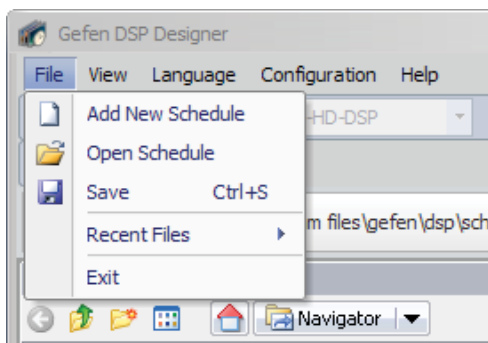 Gefen DSP Designer
File View Language Configuration Help
Add New Schedule
-HD-DSP
Open Schedule
Save Ctrl+S
m files\gefen\dsp\sch
Recent Files
Exit
Navigator